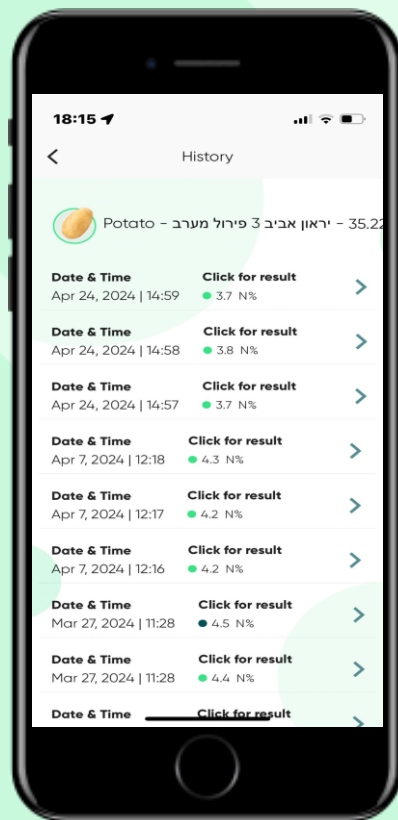 18:15
History
Potato - יראון אביב 3 פירול מערב - 35.22
Date & Time Click for result
Apr 24, 2024 | 14:59 3.7 N%
Date & Time Click for result
Apr 24, 2024 | 14:58 3.8 N%
Date & Time Click for result
Apr 24, 2024 | 14:57 3.7 N%
Date & Time Click for result
Apr 7, 2024 | 12:18 4.3 N%
Date & Time Click for result
Apr 7, 2024 | 12:17 4.2 N%
Date & Time Click for result
Apr 7, 2024 | 12:16 4.2 N%
Date & Time Click for result
Mar 27, 2024 | 11:28 4.5 N%
Date & Time Click for result
Mar 27, 2024 | 11:28 4.4 N%
Date & Time Click for result